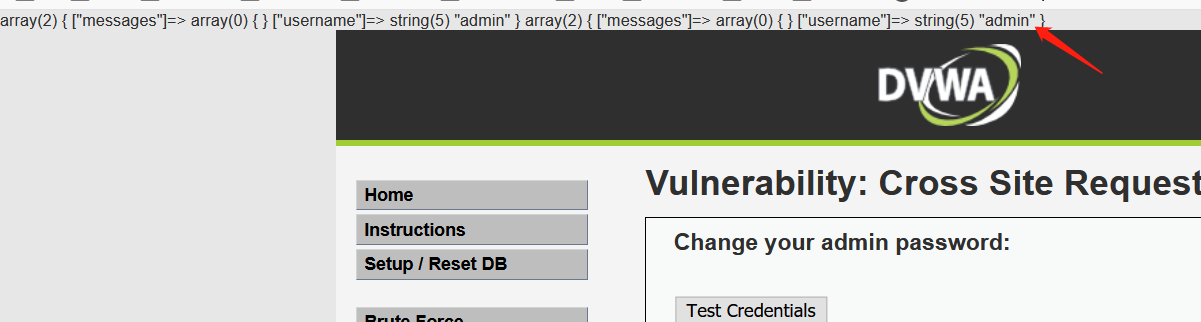 array(2) { ["messages"]=> array(0) { } ["username"]=> string(5) "admin" } array(2) { ["messages"]=> array(0) { } ["username"]=> string(5) "admin" }
DVWA
Vulnerability: Cross Site Request
Home
Instructions
Setup / Reset DB
Brute Force
Change your admin password:
Test Credentials